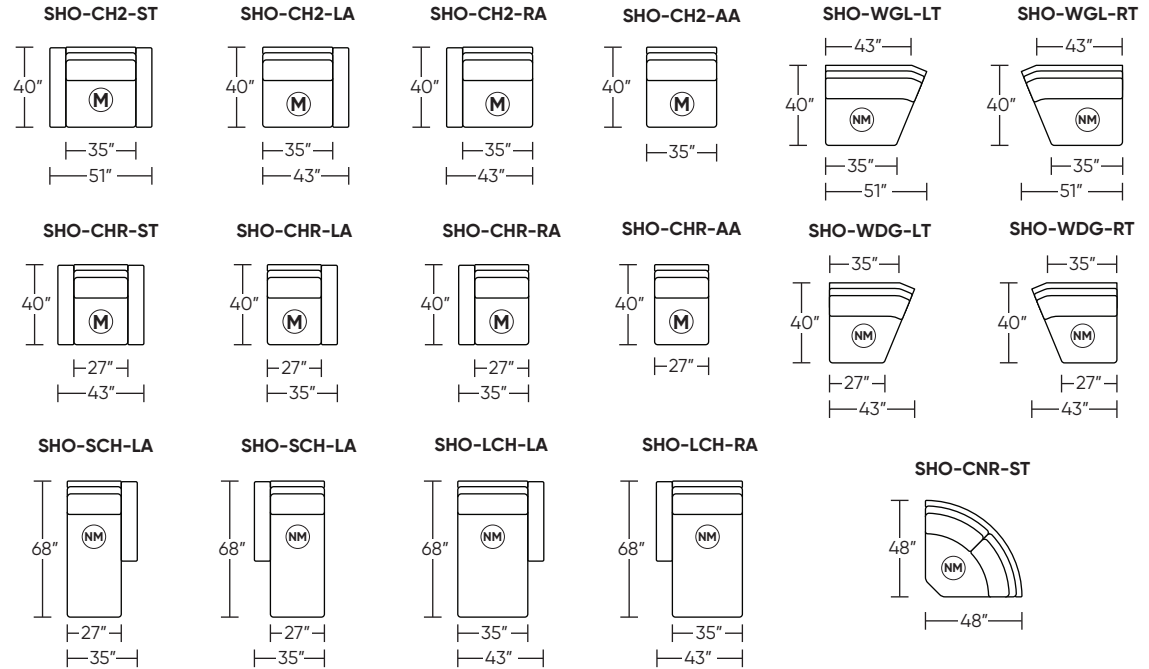 SHO-CH2-ST
40″
M
35″
51″
SHO-CH2-LA
40″
M
35″
43″
SHO-CH2-RA
40″
M
35″
43″
SHO-CH2-AA
40″
M
35″
SHO-WGL-LT
43″
40″
NM
35″
51″
SHO-WGL-RT
43″
40″
NM
35″
51″
SHO-CHR-ST
40″
M
27″
43″
SHO-CHR-LA
40″
M
27″
35″
SHO-CHR-RA
40″
M
27″
35″
SHO-CHR-AA
40″
M
27″
SHO-WDG-LT
35″
40″
NM
27″
43″
SHO-WDG-RT
35″
40″
NM
27″
43″
SHO-SCH-LA
68″
NM
27″
35″
SHO-SCH-LA
68″
NM
27″
35″
SHO-LCH-LA
68″
NM
35″
43″
SHO-LCH-RA
68″
NM
35″
43″
SHO-CNR-ST
48″
NM
48″